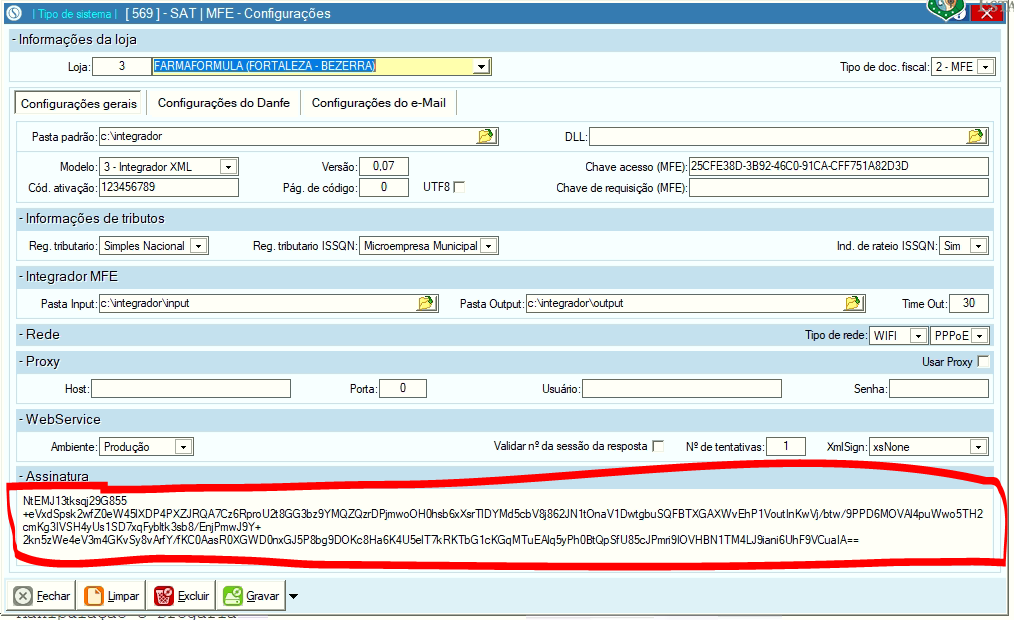 | Tipo de sistema | [ 569 ] - SAT | MFE - Configurações
- Informações da loja
Loja: 3 FARMAFORMULA (FORTALEZA - BEZERRA) Tipo de doc. fiscal: 2 - MFE
Configurações gerais Configurações do Danfe Configurações do e-Mail
Pasta padrão: c:\integrador DLL:
Modelo: 3 - Integrador XML Versão: 0,07 Chave acesso (MFE): 25CFE38D-3B92-46C0-91CA-CFF751A82D3D
Cód. ativação: 123456789 Pág. de código: 0 UTF8 Chave de requisição (MFE):
- Informações de tributos
Reg. tributario: Simples Nacional Reg. tributario ISSQN: Microempresa Municipal Ind. de rateio ISSQN: Sim
- Integrador MFE
Pasta Input: c:\integrador\input Pasta Output: c:\integrador\output Time Out: 30
- Rede Tipo de rede: WIFI PPPoE
- Proxy Usar Proxy
Host: Porta: 0 Usuário: Senha:
- WebService
Ambiente: Produção Validar nº da sessão da resposta Nº de tentativas: 1 XmlSign: xsNone
- Assinatura
NtEMJ13tksqj29G855
Fechar Limpar Excluir Gravar